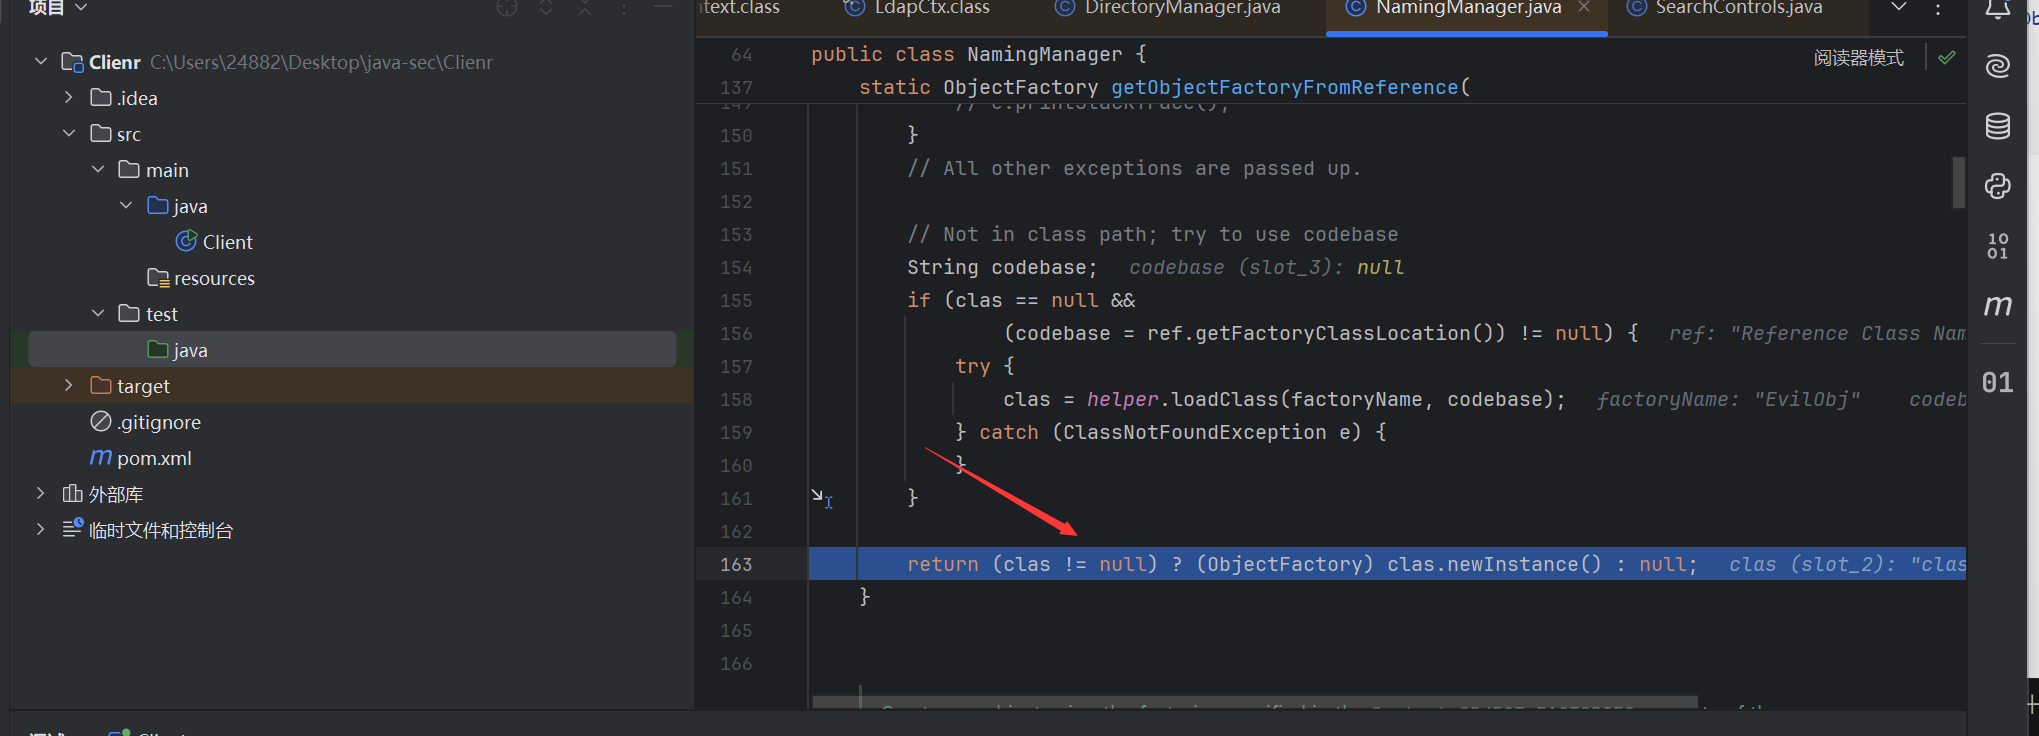 项目
Clienr C:\Users\24882\Desktop\java-sec\Clienr
.idea
src
main
java
Client
resources
test
java
target
.gitignore
pom.xml
外部库
临时文件和控制台
ntext.class LdapCtx.class DirectoryManager.java NamingManager.java SearchControls.java
阅读器模式
64 public class NamingManager {
137 static ObjectFactory getObjectFactoryFromReference(
149 // e.printStackTrace();
150 }
151 // All other exceptions are passed up.
152
153 // Not in class path; try to use codebase
154 String codebase; codebase (slot_3): null
155 if (clas == null &&
156 (codebase = ref.getFactoryClassLocation()) != null) { ref: "Reference Class Nam
157 try {
158 clas = helper.loadClass(factoryName, codebase); factoryName: "EvilObj" codeb
159 } catch (ClassNotFoundException e) {
160 }
161 }
162
163 return (clas != null) ? (ObjectFactory) clas.newInstance() : null; clas (slot_2): "clas
164 }
165
166
10
01
m
01